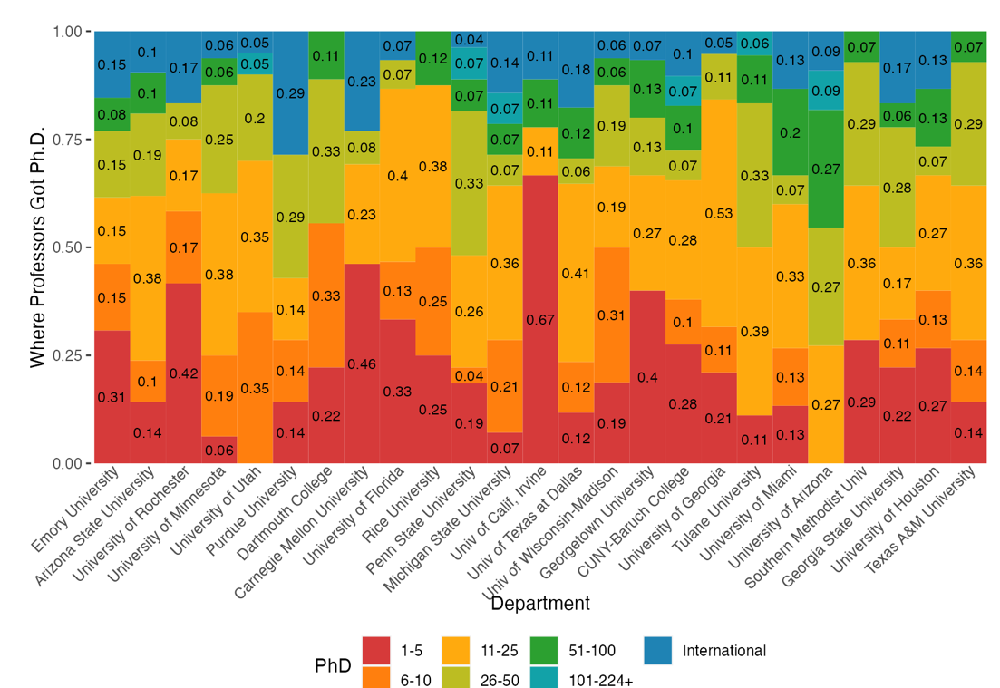 Where Professors Got Ph.D.
1.00
0.75
0.50
0.25
0.00
0.15 0.08 0.15 0.15 0.15 0.31
0.1 0.1 0.19 0.38 0.1 0.14
0.17 0.08 0.17 0.17 0.42
0.06 0.06 0.25 0.38 0.19 0.06
0.05 0.05 0.2 0.35 0.35
0.29 0.29 0.14 0.14 0.14
0.11 0.33 0.33 0.22
0.23 0.08 0.23 0.46
0.07 0.07 0.4 0.13 0.33
0.12 0.38 0.25 0.25
0.04 0.07 0.07 0.33 0.26 0.04 0.19
0.14 0.07 0.07 0.07 0.36 0.21 0.07
0.11 0.11 0.11 0.67
0.18 0.12 0.06 0.41 0.12 0.12
0.06 0.06 0.19 0.19 0.31 0.19
0.07 0.13 0.13 0.27 0.4
0.1 0.07 0.1 0.07 0.28 0.1 0.28
0.05 0.11 0.53 0.11 0.21
0.06 0.11 0.33 0.39 0.11
0.13 0.2 0.07 0.33 0.13 0.13
0.09 0.09 0.27 0.27 0.27
0.07 0.29 0.36 0.29
0.17 0.06 0.28 0.17 0.11 0.22
0.13 0.13 0.07 0.27 0.13 0.27
0.07 0.29 0.36 0.14 0.14
Emory University
Arizona State University
University of Rochester
University of Minnesota
University of Utah
Purdue University
Dartmouth College
Carnegie Mellon University
University of Florida
Rice University
Penn State University
Michigan State University
Univ of Calif, Irvine
Univ of Texas at Dallas
Univ of Wisconsin-Madison
Georgetown University
CUNY-Baruch College
University of Georgia
Tulane University
University of Miami
University of Arizona
Southern Methodist Univ
Georgia State University
University of Houston
Texas A&M University
Department
PhD
1-5 11-25 51-100 International
6-10 26-50 101-224+